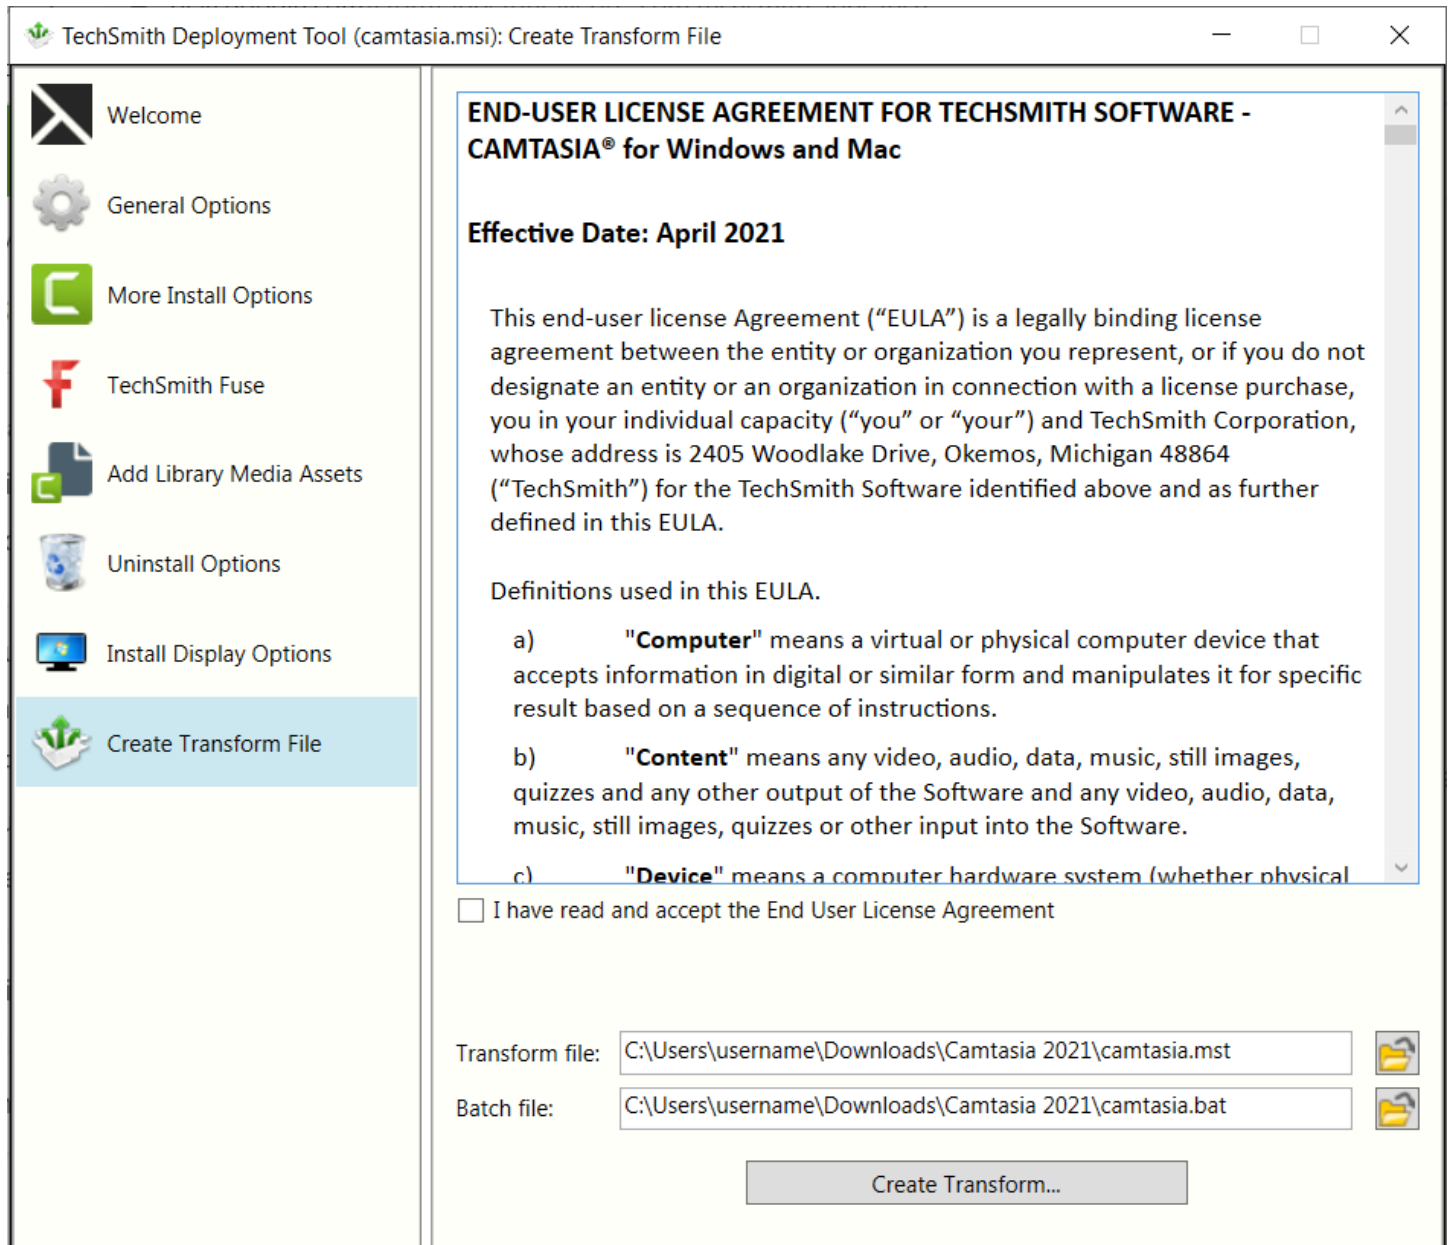 TechSmith Deployment Tool (camtasia.msi): Create Transform File
Welcome
General Options
More Install Options
TechSmith Fuse
Add Library Media Assets
Uninstall Options
Install Display Options
Create Transform File
END-USER LICENSE AGREEMENT FOR TECHSMITH SOFTWARE -
CAMTASIA® for Windows and Mac
Effective Date: April 2021
This end-user license Agreement (“EULA”) is a legally binding license
agreement between the entity or organization you represent, or if you do not
designate an entity or an organization in connection with a license purchase,
you in your individual capacity (“you” or “your”) and TechSmith Corporation,
whose address is 2405 Woodlake Drive, Okemos, Michigan 48864
(“TechSmith”) for the TechSmith Software identified above and as further
defined in this EULA.
Definitions used in this EULA.
a) "Computer" means a virtual or physical computer device that
accepts information in digital or similar form and manipulates it for specific
result based on a sequence of instructions.
b) "Content" means any video, audio, data, music, still images,
quizzes and any other output of the Software and any video, audio, data,
music, still images, quizzes or other input into the Software.
c) "Device" means a computer hardware system (whether physical
I have read and accept the End User License Agreement
Transform file: C:\Users\username\Downloads\Camtasia 2021\camtasia.mst
Batch file: C:\Users\username\Downloads\Camtasia 2021\camtasia.bat
Create Transform...